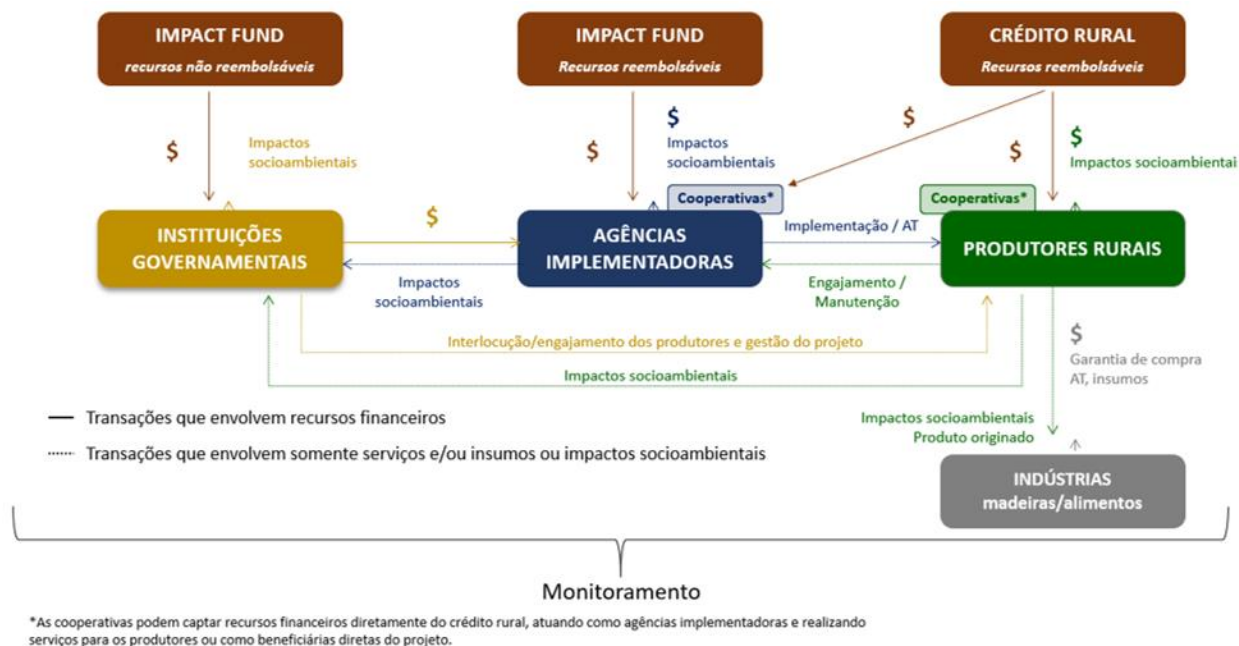 IMPACT FUND
recursos não reembolsáveis
IMPACT FUND
Recursos reembolsáveis
CRÉDITO RURAL
Recursos reembolsáveis
$
Impactos
socioambientais
$
$
Impactos
socioambientais
$
$
$
Impactos socioambientai
Cooperativas*
Cooperativas*
INSTITUIÇÕES
GOVERNAMENTAIS
$
AGÊNCIAS
IMPLEMENTADORAS
Implementação / AT
PRODUTORES RURAIS
Impactos
socioambientais
Engajamento /
Manutenção
Interlocução/engajamento dos produtores e gestão do projeto
$
Garantia de compra
AT, insumos
Impactos socioambientais
Transações que envolvem recursos financeiros
Impactos socioambientais
Produto originado
Transações que envolvem somente serviços e/ou insumos ou impactos socioambientais
INDÚSTRIAS
madeiras/alimentos
Monitoramento
*As cooperativas podem captar recursos financeiros diretamente do crédito rural, atuando como agências implementadoras e realizando
serviços para os produtores ou como beneficiárias diretas do projeto.